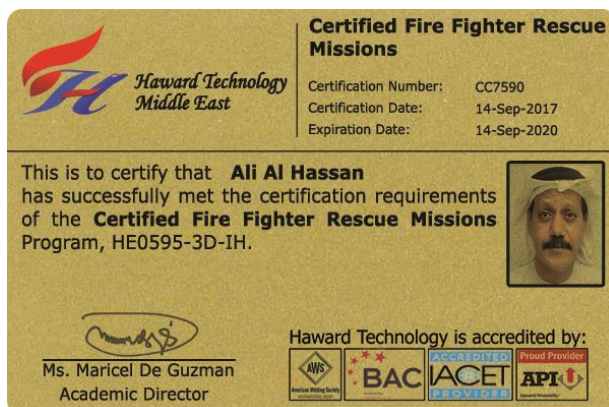 Certified Fire Fighter Rescue
Missions
Haward Technology
Middle East
Certification Number: CC7590
Certification Date: 14-Sep-2017
Expiration Date: 14-Sep-2020
This is to certify that Ali Al Hassan
has successfully met the certification requirements
of the Certified Fire Fighter Rescue Missions
Program, HE0595-3D-IH.
Ms. Maricel De Guzman
Academic Director
Haward Technology is accredited by:
AWS
American Welding Society
BAC
ACCREDITED
IACET
PROVIDER
Proud Provider
API U